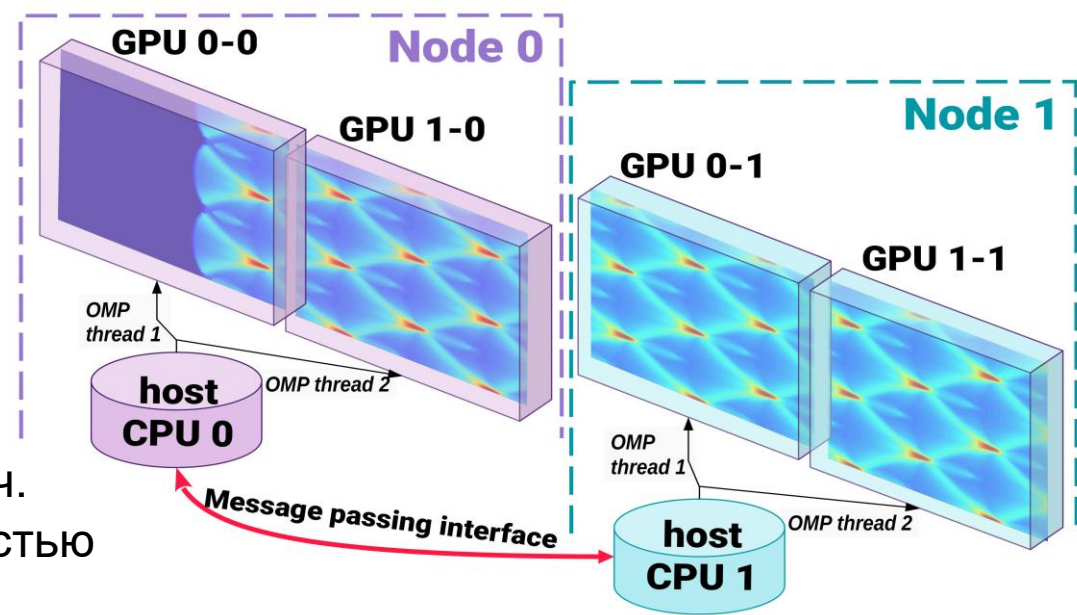 GPU 0-0
Node 0
GPU 1-0
Node 1
GPU 0-1
GPU 1-1
OMP
thread 1
OMP thread 2
host
CPU 0
OMP
thread 1
OMP thread 2
host
CPU 1
Message passing interface
ч.
стью